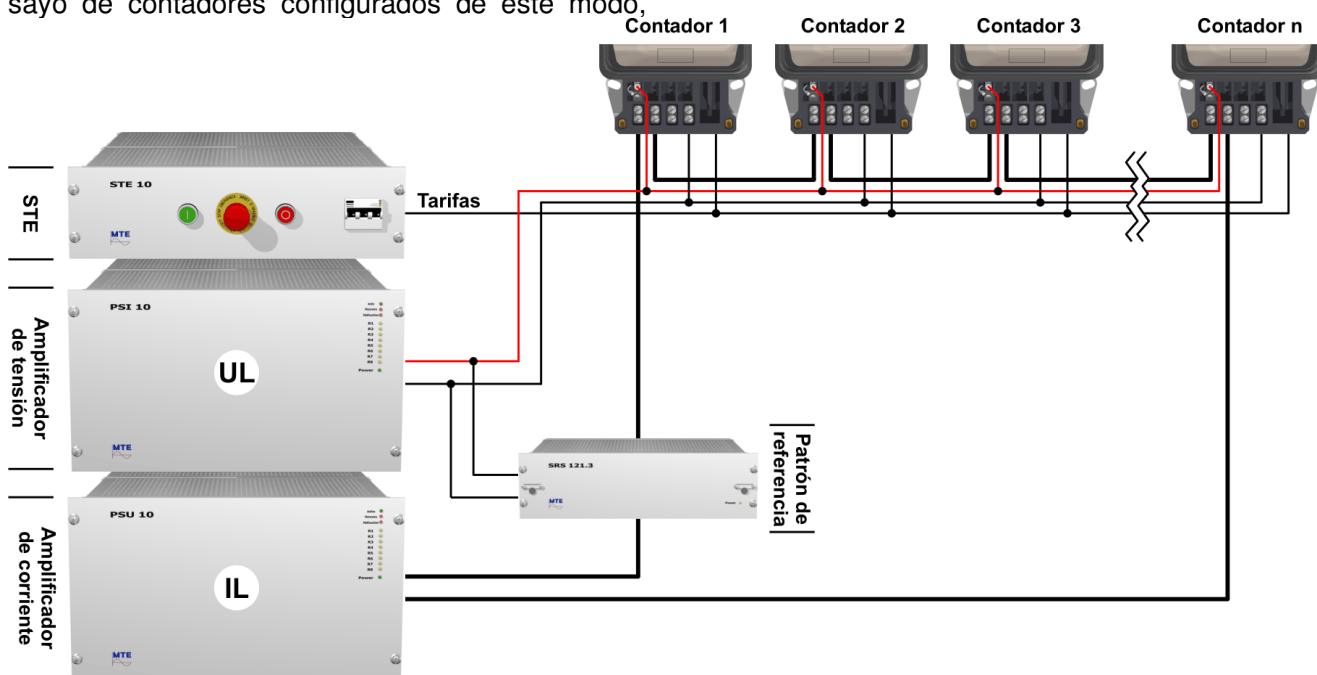 sayo de contadores configurados de este modo,
Contador 1
Contador 2
Contador 3
Contador n
STE
STE 10
MTE
Tarifas
Amplificador
de tensión
PSI 10
UL
Power
MTE
SRS 121.3
MTE
Power
Patrón de
referencia
Amplificador
de corriente
PSU 10
IL
Power
MTE